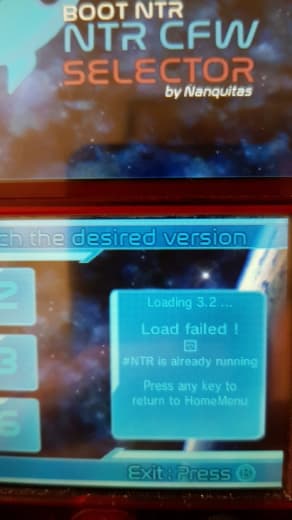 BOOT NTR
NTR CFW
SELECTOR
by Nanquitas
ch the desired version
2
3
6
Loading 3.2 ...
Load failed !
#NTR is already running
Press any key to
return to HomeMenu
Exit : Press B